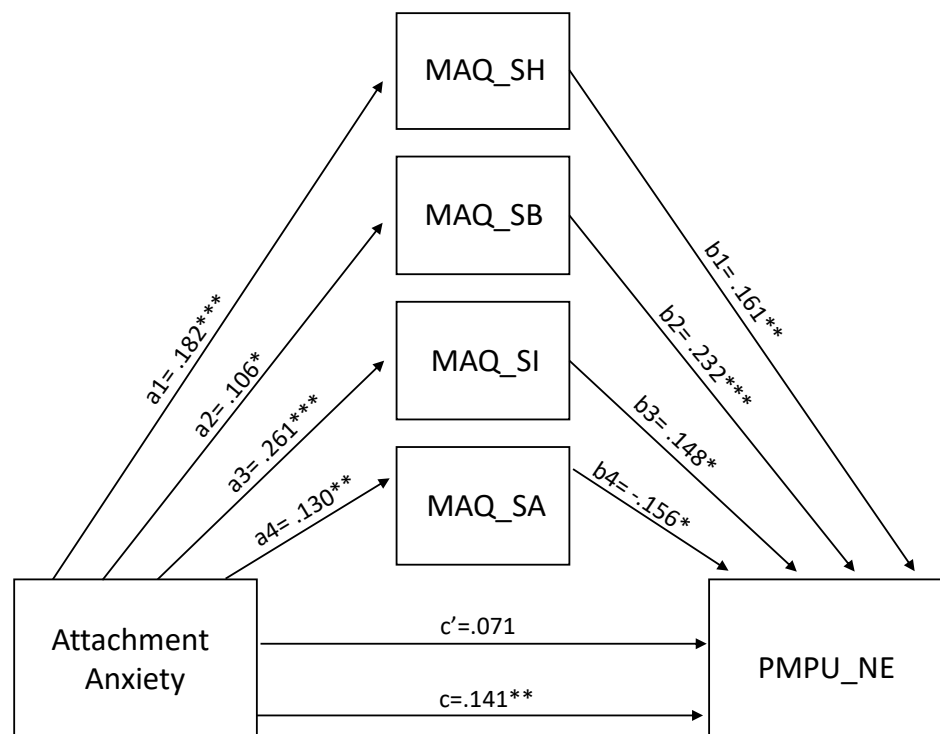 MAQ_SH
MAQ_SB
MAQ_SI
MAQ_SA
a1= .182***
a2= .106*
a3= .261***
a4= .130**
b1= .161**
b2= .232***
b3= .148*
b4= -.156*
Attachment
Anxiety
c’=.071
c=.141**
PMPU_NE